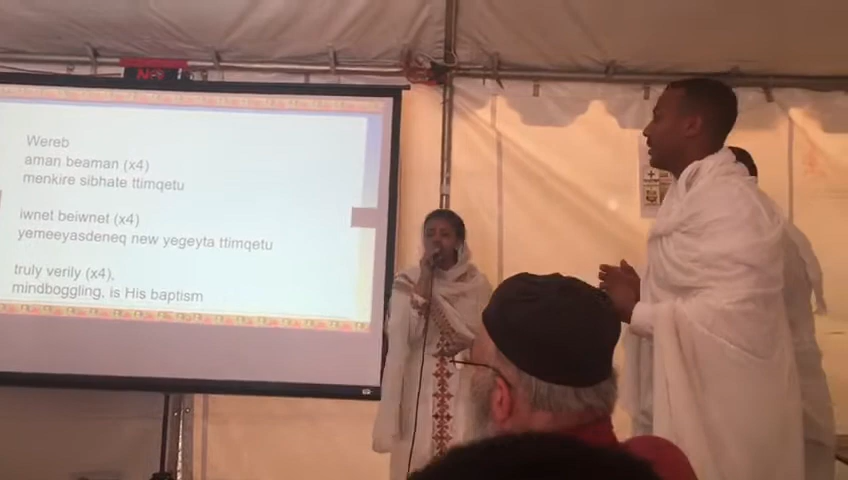 Wereb
aman beaman (x4)
menkire sibhate ttimqetu
iwnet beiwnet (x4)
yemeeyasdeneq new yegeyta ttimqetu
truly verily (x4),
mindboggling, is His baptism